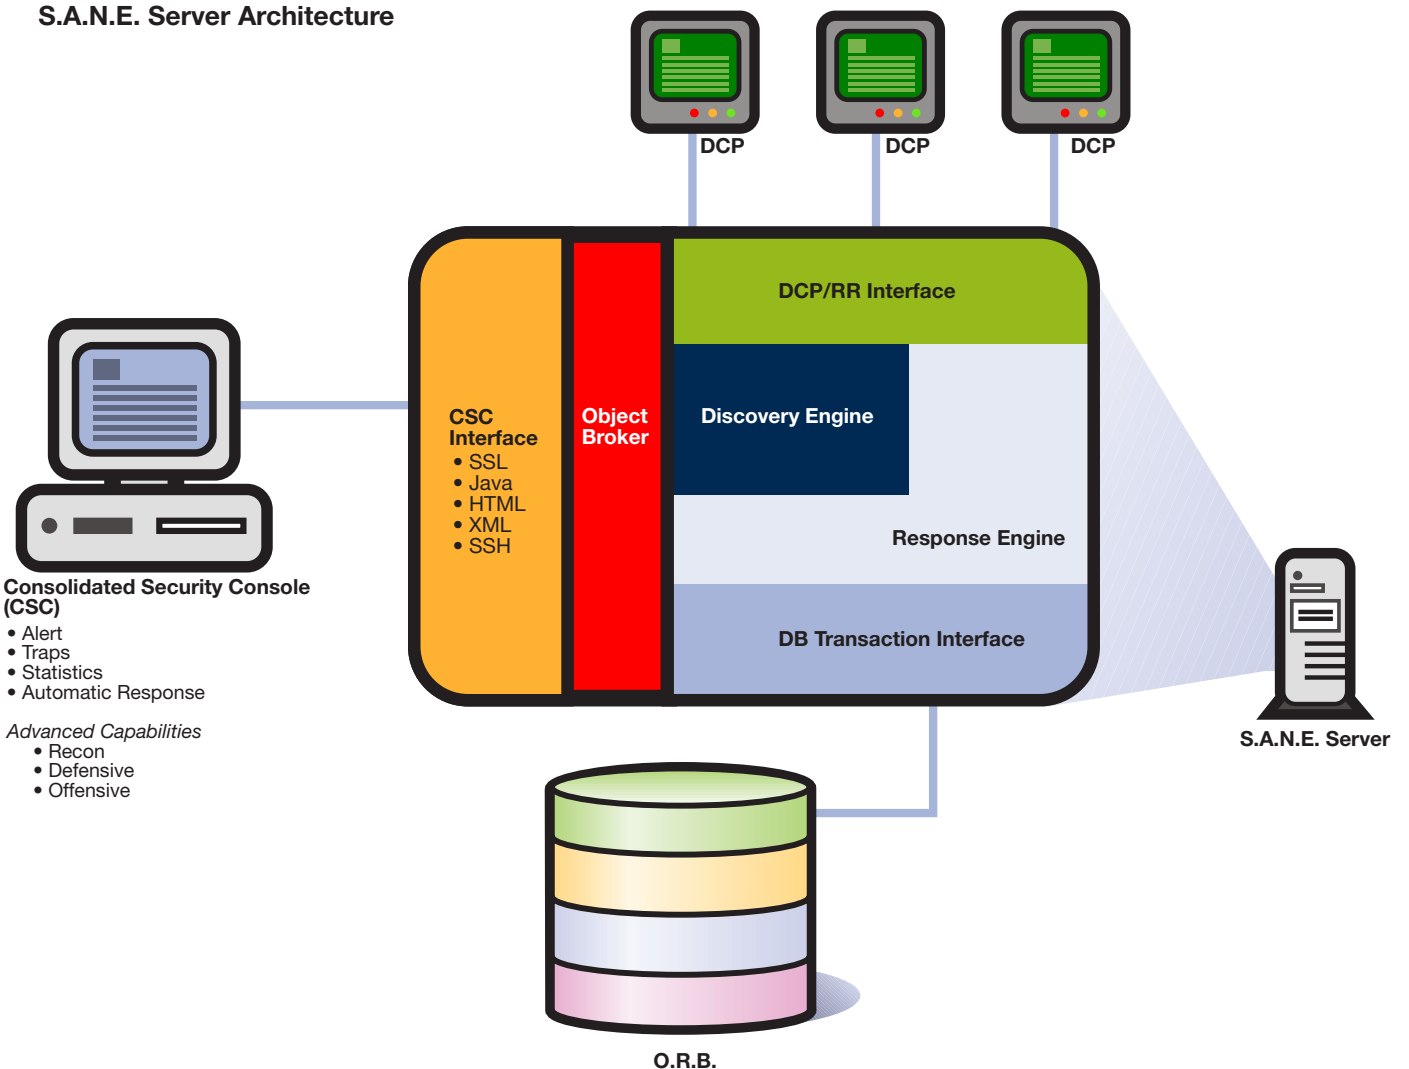 S.A.N.E. Server Architecture
DCP
DCP
DCP
DCP/RR Interface
CSC
Interface
• SSL
• Java
• HTML
• XML
• SSH
Object
Broker
Discovery Engine
Response Engine
DB Transaction Interface
Consolidated Security Console
(CSC)
• Alert
• Traps
• Statistics
• Automatic Response
Advanced Capabilities
• Recon
• Defensive
• Offensive
S.A.N.E. Server
O.R.B.